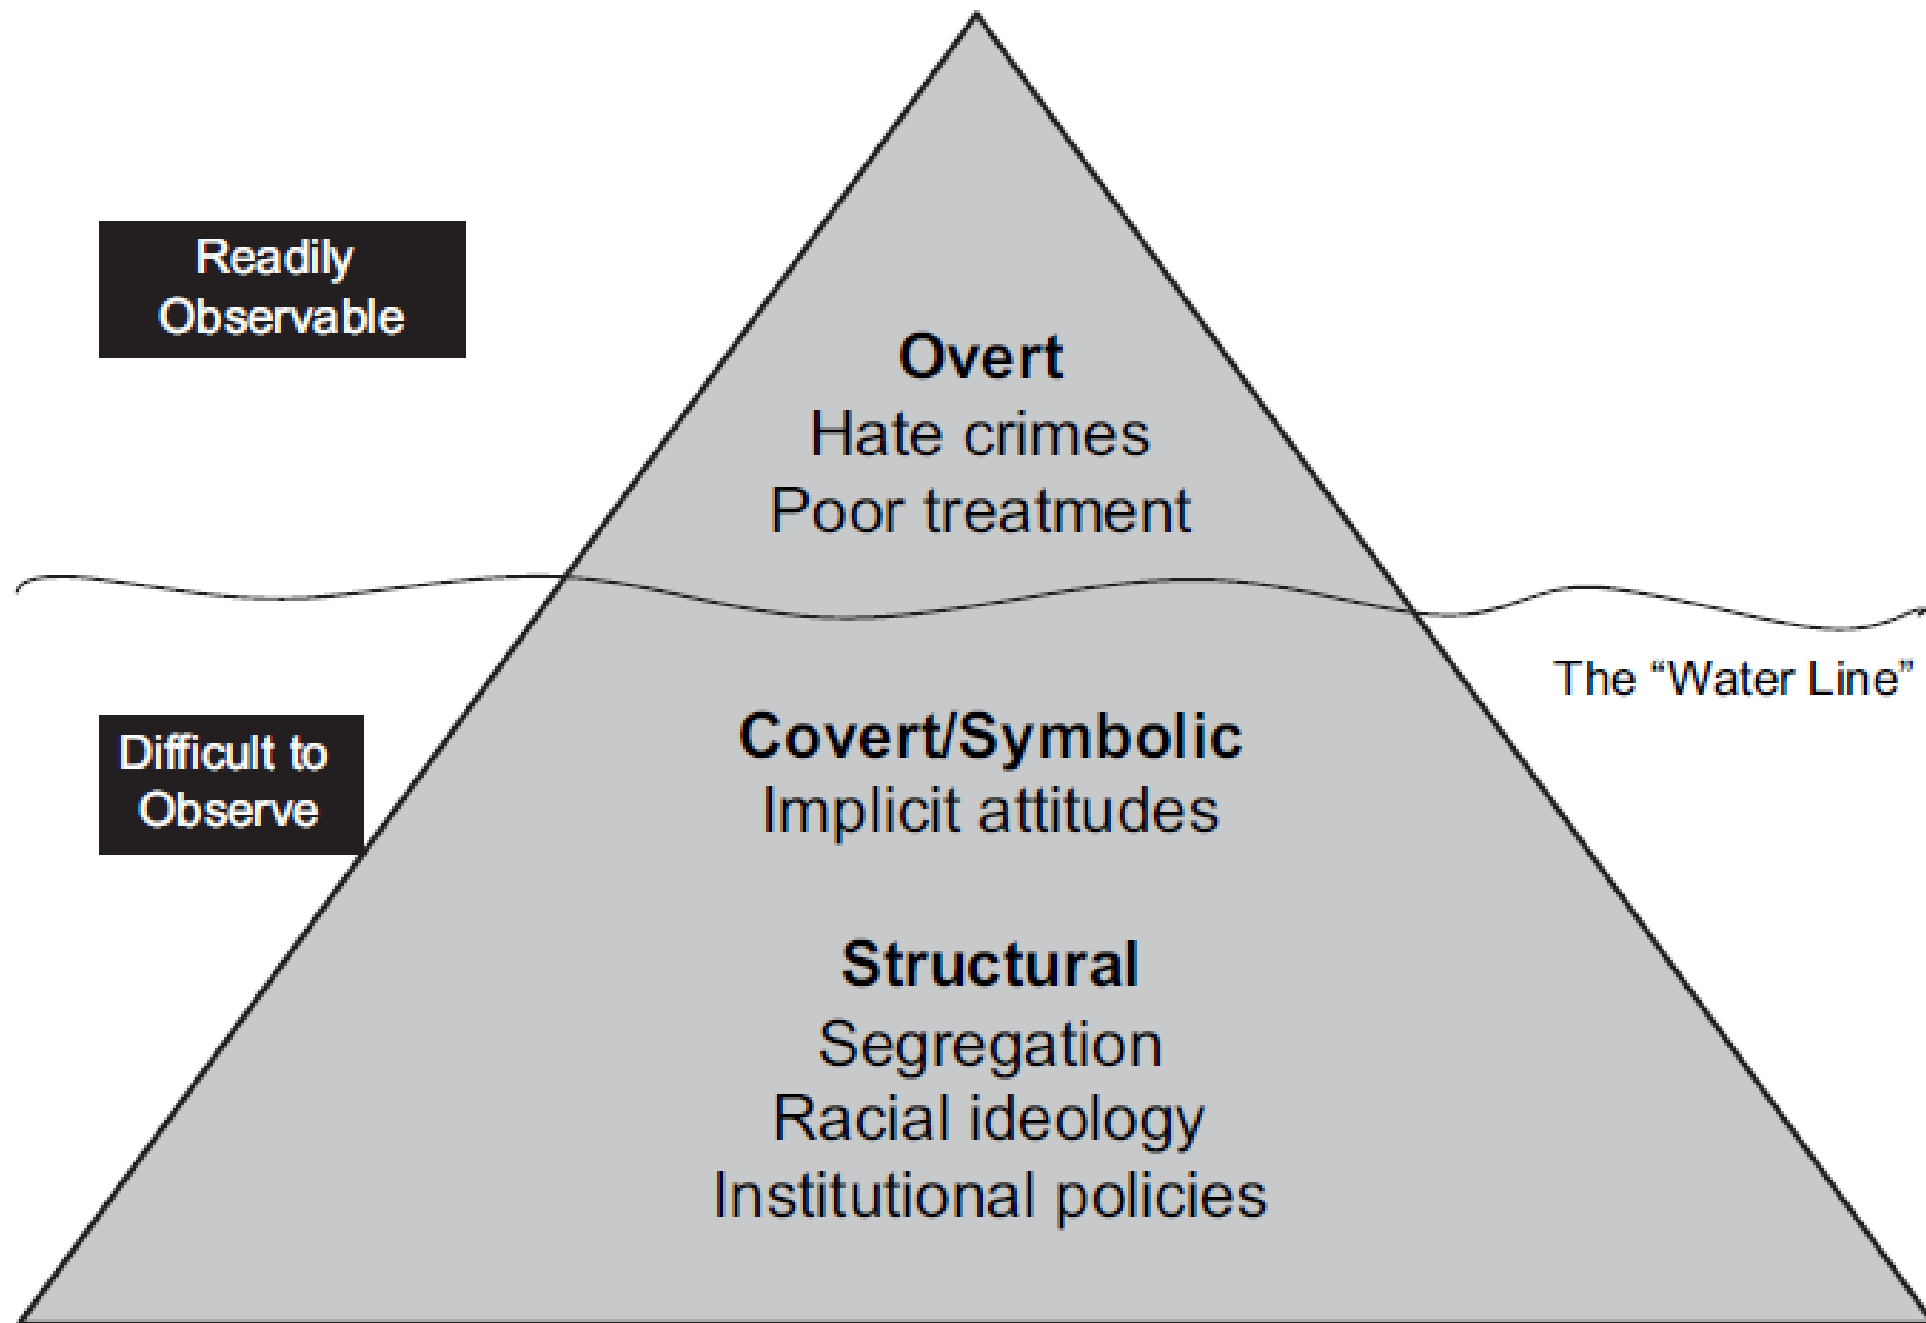 Readily
Observable
Overt
Hate crimes
Poor treatment
The “Water Line”
Difficult to
Observe
Covert/Symbolic
Implicit attitudes
Structural
Segregation
Racial ideology
Institutional policies